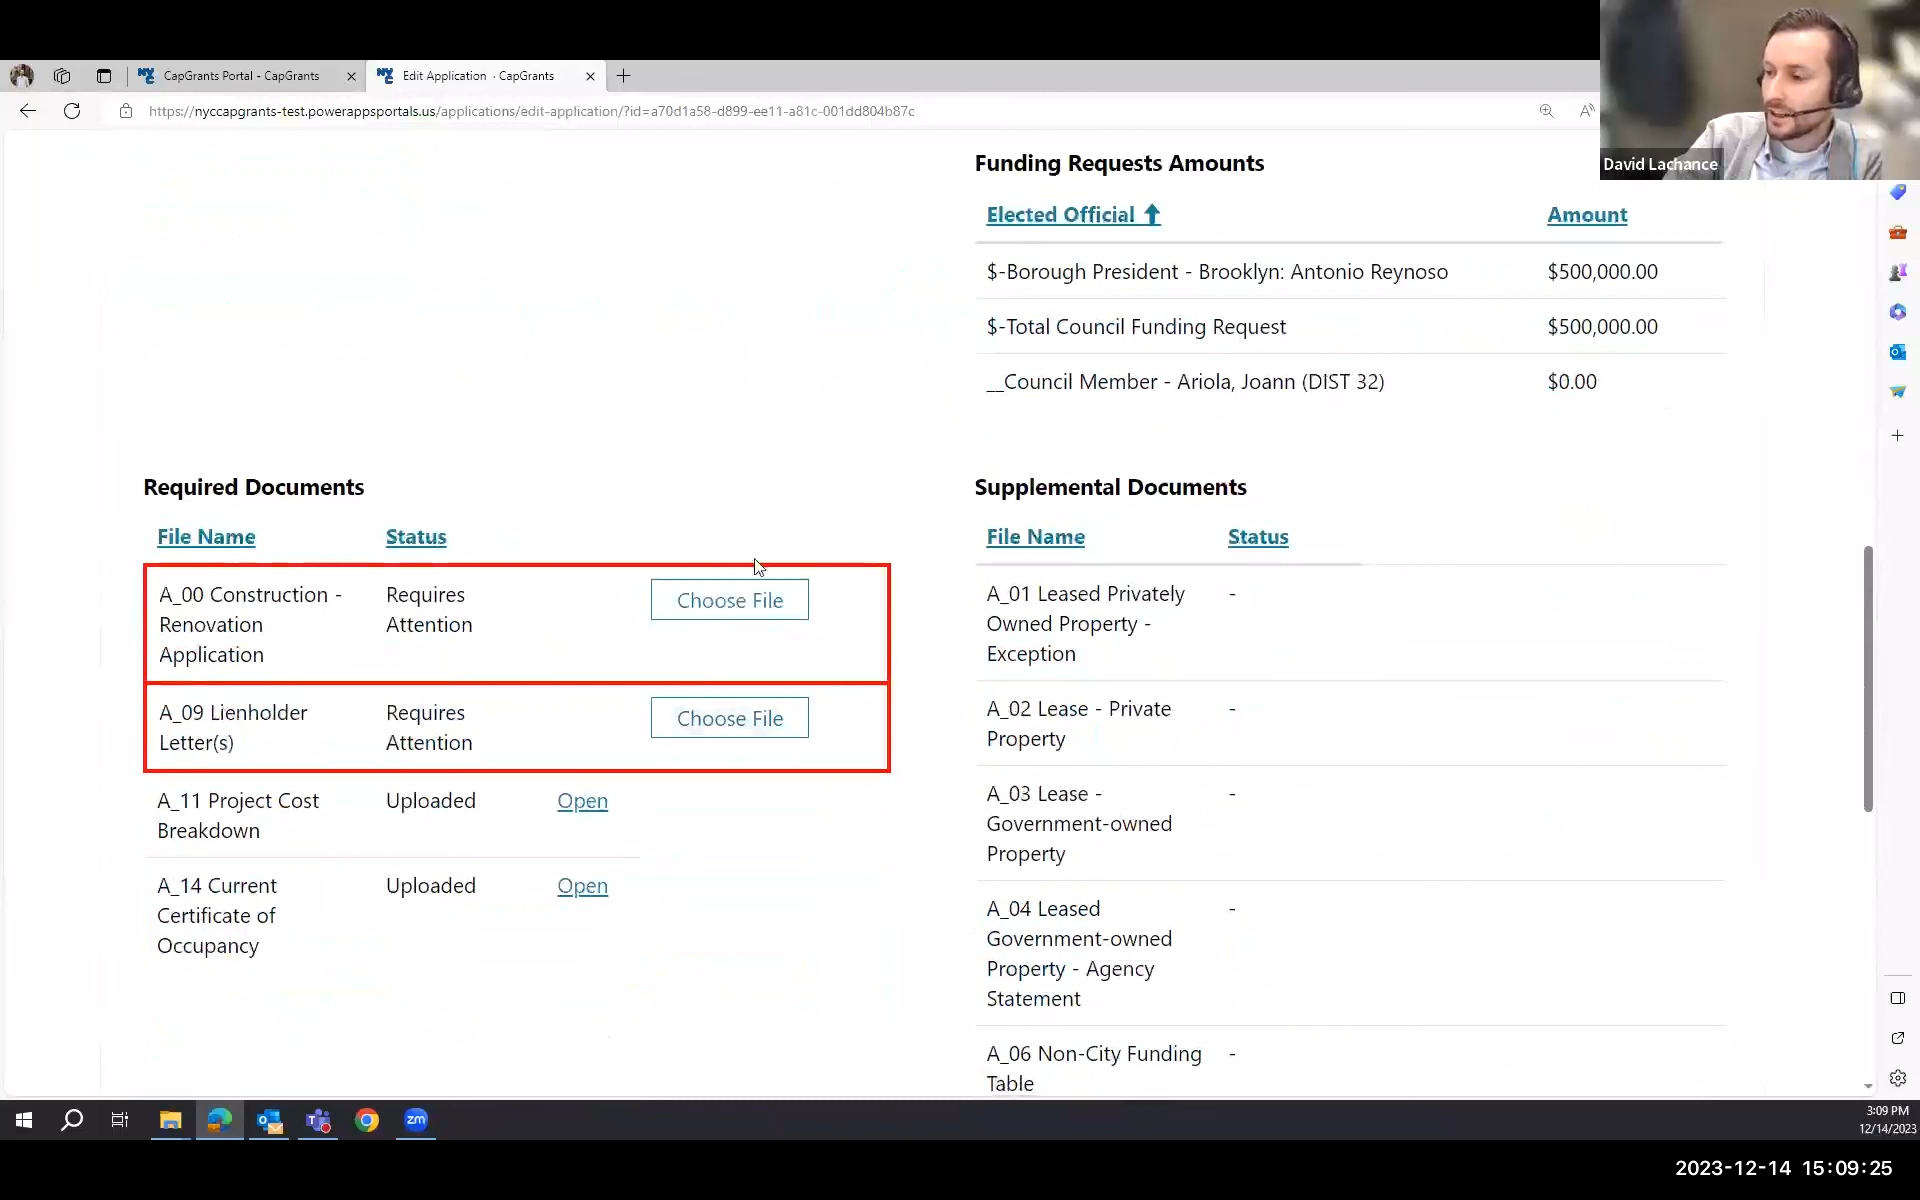 CapGrants Portal - CapGrants
Edit Application · CapGrants
https://nyccapgrants-test.powerappsportals.us/applications/edit-application/?id=a70d1a58-d899-ee11-a81c-001dd804b87c
David Lachance
Funding Requests Amounts
Elected Official Amount
$-Borough President - Brooklyn: Antonio Reynoso $500,000.00
$-Total Council Funding Request $500,000.00
__Council Member - Ariola, Joann (DIST 32) $0.00
Required Documents
File Name Status
A_00 Construction - Requires Choose File
Renovation Attention
Application
A_09 Lienholder Requires Choose File
Letter(s) Attention
A_11 Project Cost Uploaded Open
Breakdown
A_14 Current Uploaded Open
Certificate of
Occupancy
Supplemental Documents
File Name Status
A_01 Leased Privately -
Owned Property -
Exception
A_02 Lease - Private -
Property
A_03 Lease - -
Government-owned
Property
A_04 Leased -
Government-owned
Property - Agency
Statement
A_06 Non-City Funding -
Table
zm
3:09 PM
12/14/2023
2023-12-14 15:09:25